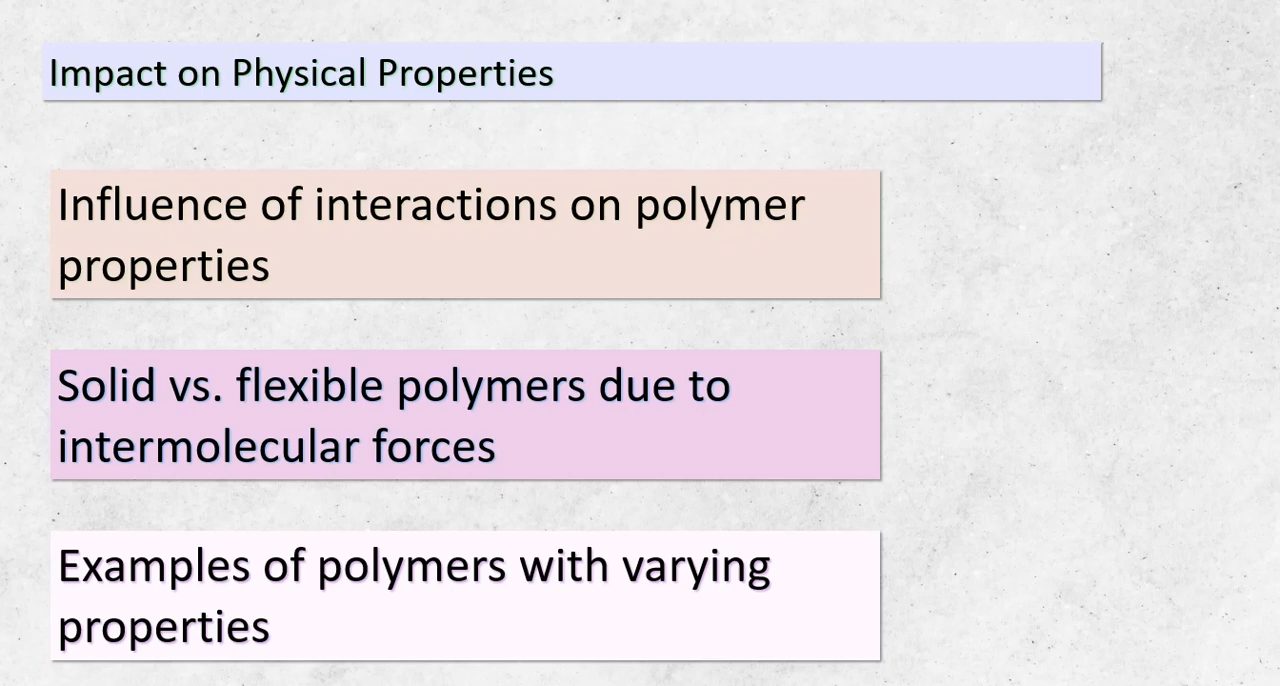 Impact on Physical Properties
Influence of interactions on polymer
properties
Solid vs. flexible polymers due to
intermolecular forces
Examples of polymers with varying
properties